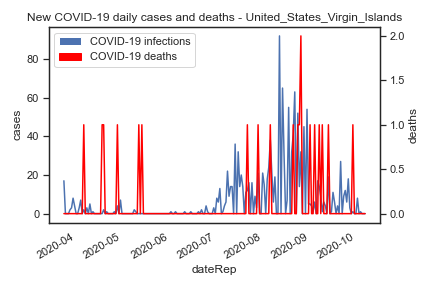 New COVID-19 daily cases and deaths - United_States_Virgin_Islands
COVID-19 infections
COVID-19 deaths
cases
80
60
40
20
0
deaths
2.0
1.5
1.0
0.5
0.0
2020-04
2020-05
2020-06
2020-07
2020-08
2020-09
2020-10
dateRep